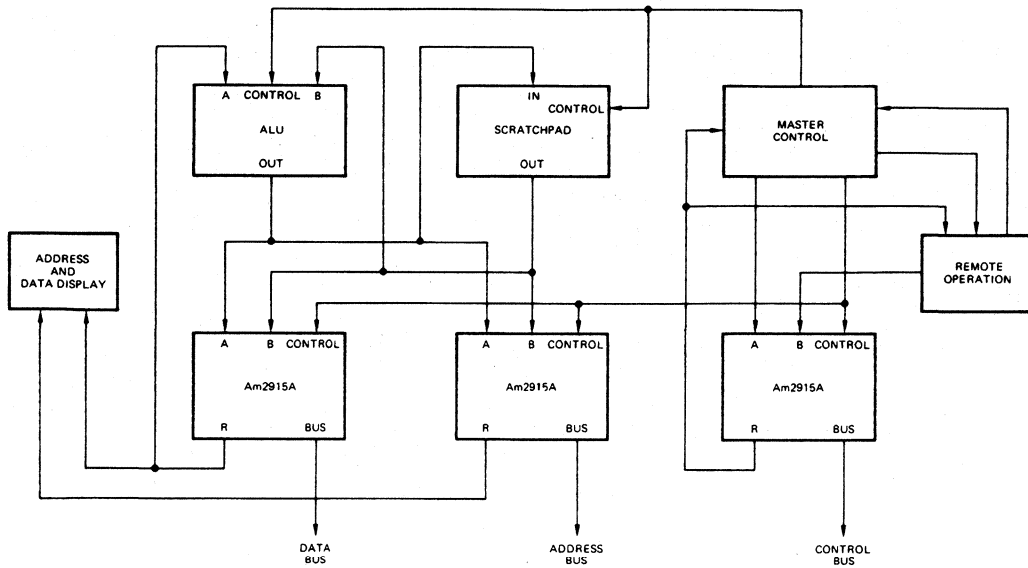 A CONTROL B
ALU
OUT
IN
CONTROL
SCRATCHPAD
OUT
MASTER
CONTROL
ADDRESS
AND
DATA DISPLAY
REMOTE
OPERATION
A B CONTROL
Am2915A
R BUS
A B CONTROL
Am2915A
R BUS
A B CONTROL
Am2915A
R BUS
DATA
BUS
ADDRESS
BUS
CONTROL
BUS